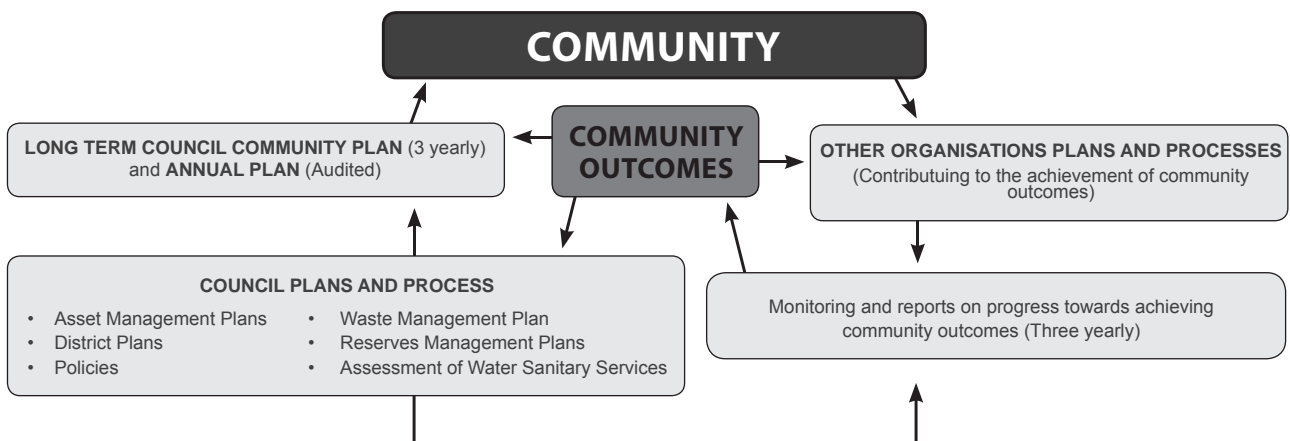 COMMUNITY
COMMUNITY
OUTCOMES
LONG TERM COUNCIL COMMUNITY PLAN (3 yearly)
and ANNUAL PLAN (Audited)
OTHER ORGANISATIONS PLANS AND PROCESSES
(Contributuing to the achievement of community
outcomes)
COUNCIL PLANS AND PROCESS
• Asset Management Plans
• District Plans
• Policies
• Waste Management Plan
• Reserves Management Plans
• Assessment of Water Sanitary Services
Monitoring and reports on progress towards achieving
community outcomes (Three yearly)